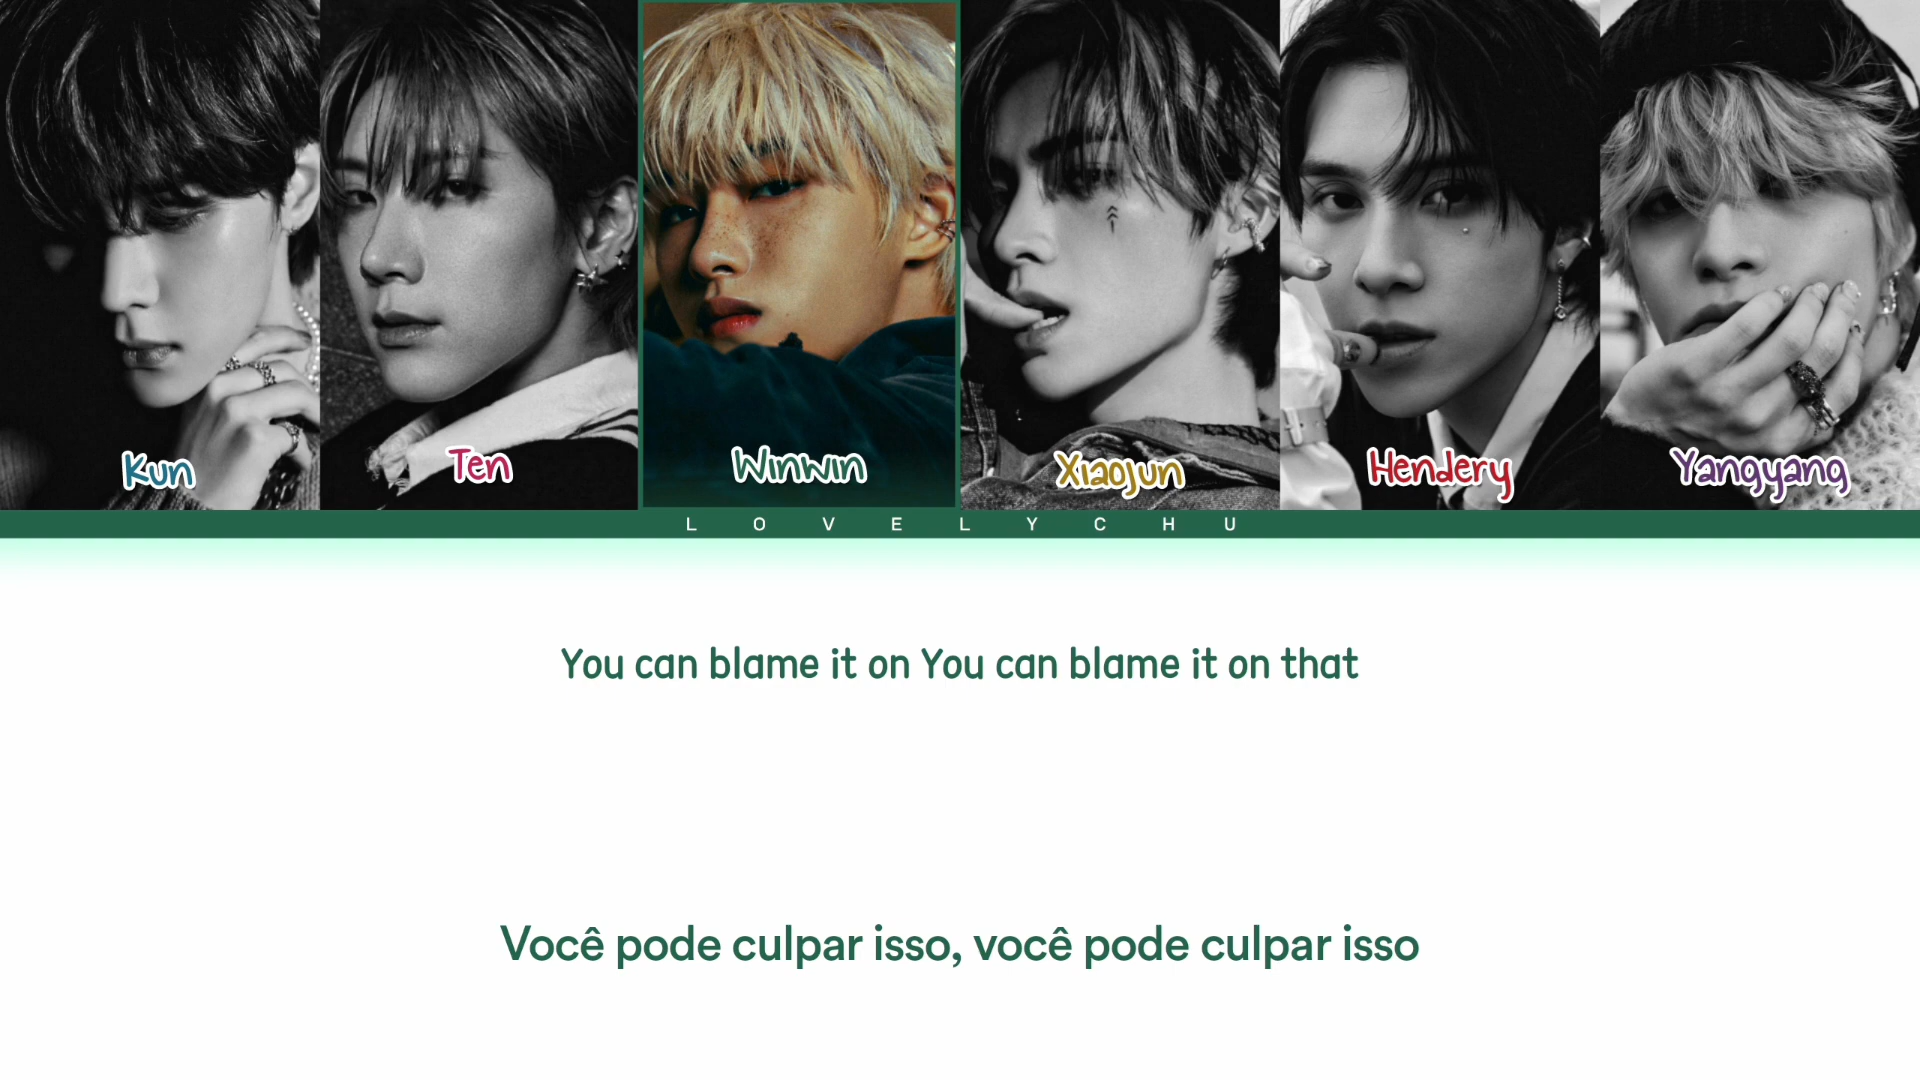 Kun
Ten
Winwin
Xiaojun
Hendery
Yangyang
LOVELYCHU
You can blame it on You can blame it on that
Você pode culpar isso, você pode culpar isso